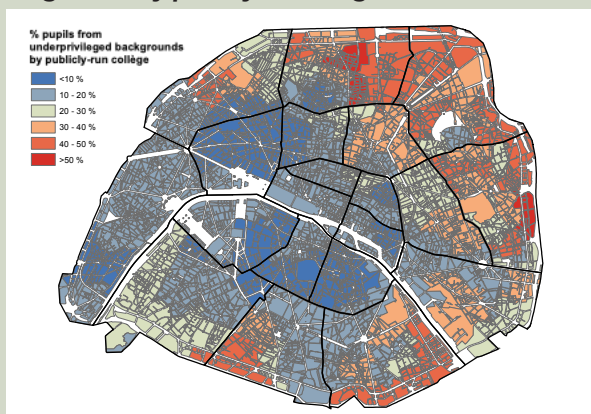 % pupils from
underprivileged backgrounds
by publicly-run collège
<10 %
10 - 20 %
20 - 30 %
30 - 40 %
40 - 50 %
>50 %